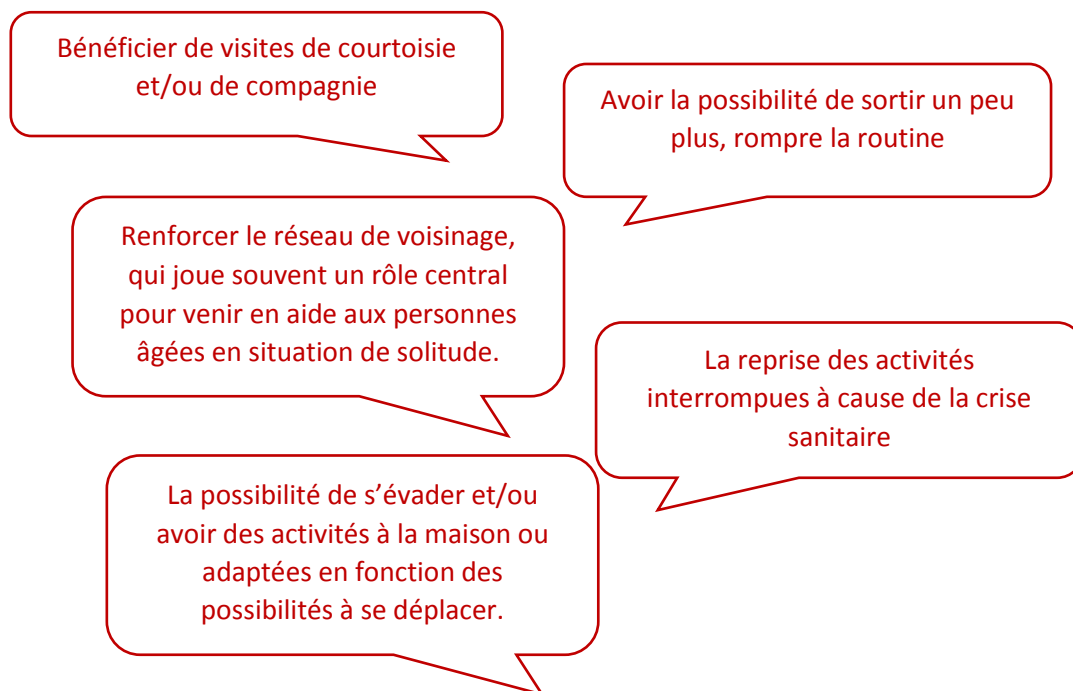 Bénéficier de visites de courtoisie
et/ou de compagnie
Avoir la possibilité de sortir un peu
plus, rompre la routine
Renforcer le réseau de voisinage,
qui joue souvent un rôle central
pour venir en aide aux personnes
âgées en situation de solitude.
La reprise des activités
interrompues à cause de la crise
sanitaire
La possibilité de s’évader et/ou
avoir des activités à la maison ou
adaptées en fonction des
possibilités à se déplacer.